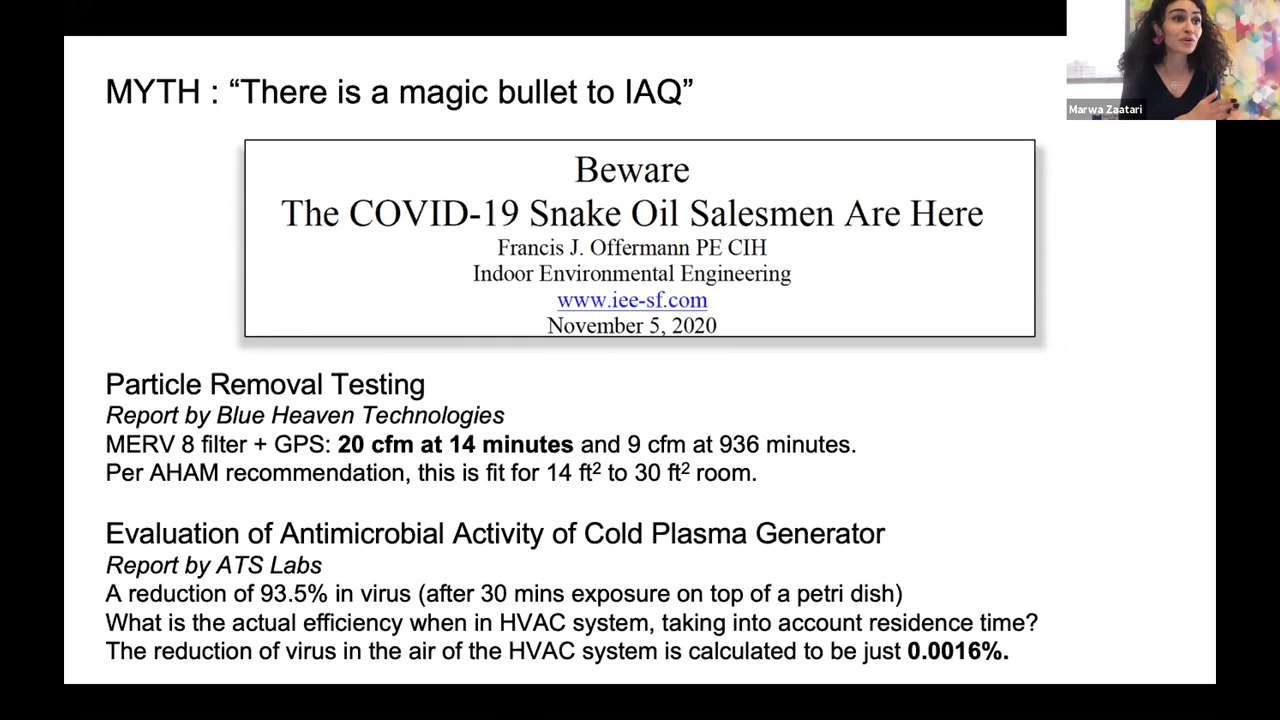 MYTH : “There is a magic bullet to IAQ”
Marwa Zaatari
Beware
The COVID-19 Snake Oil Salesmen Are Here
Francis J. Offermann PE CIH
Indoor Environmental Engineering
www.iee-sf.com
November 5, 2020
Particle Removal Testing
Report by Blue Heaven Technologies
MERV 8 filter + GPS: 20 cfm at 14 minutes and 9 cfm at 936 minutes.
Per AHAM recommendation, this is fit for 14 ft² to 30 ft² room.
Evaluation of Antimicrobial Activity of Cold Plasma Generator
Report by ATS Labs
A reduction of 93.5% in virus (after 30 mins exposure on top of a petri dish)
What is the actual efficiency when in HVAC system, taking into account residence time?
The reduction of virus in the air of the HVAC system is calculated to be just 0.0016%.